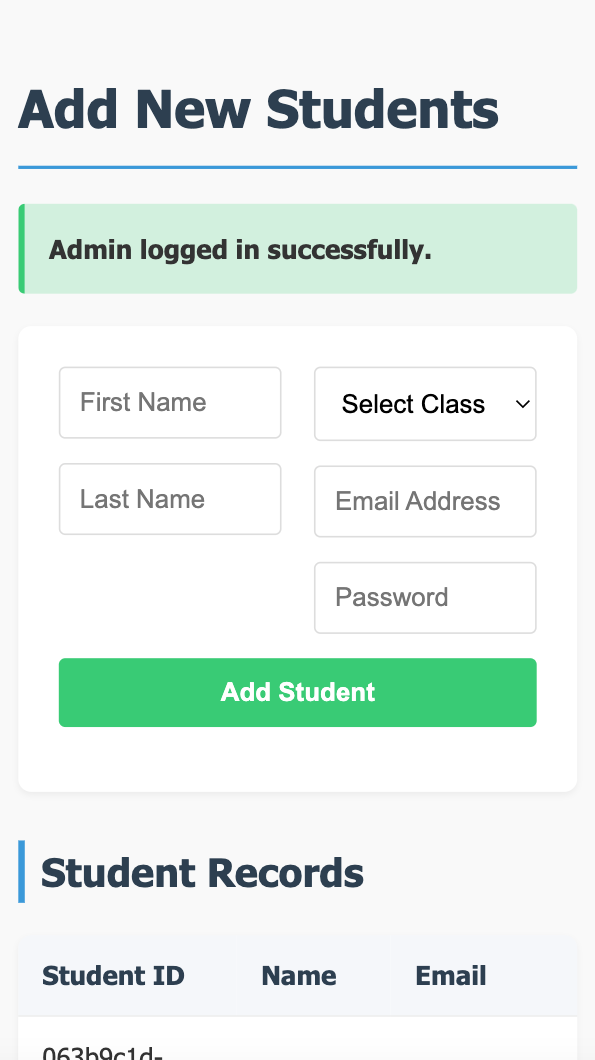 Add New Students
Admin logged in successfully.
First Name
Select Class
Last Name
Email Address
Password
Add Student
Student Records
Student ID Name Email
063b9c1d-